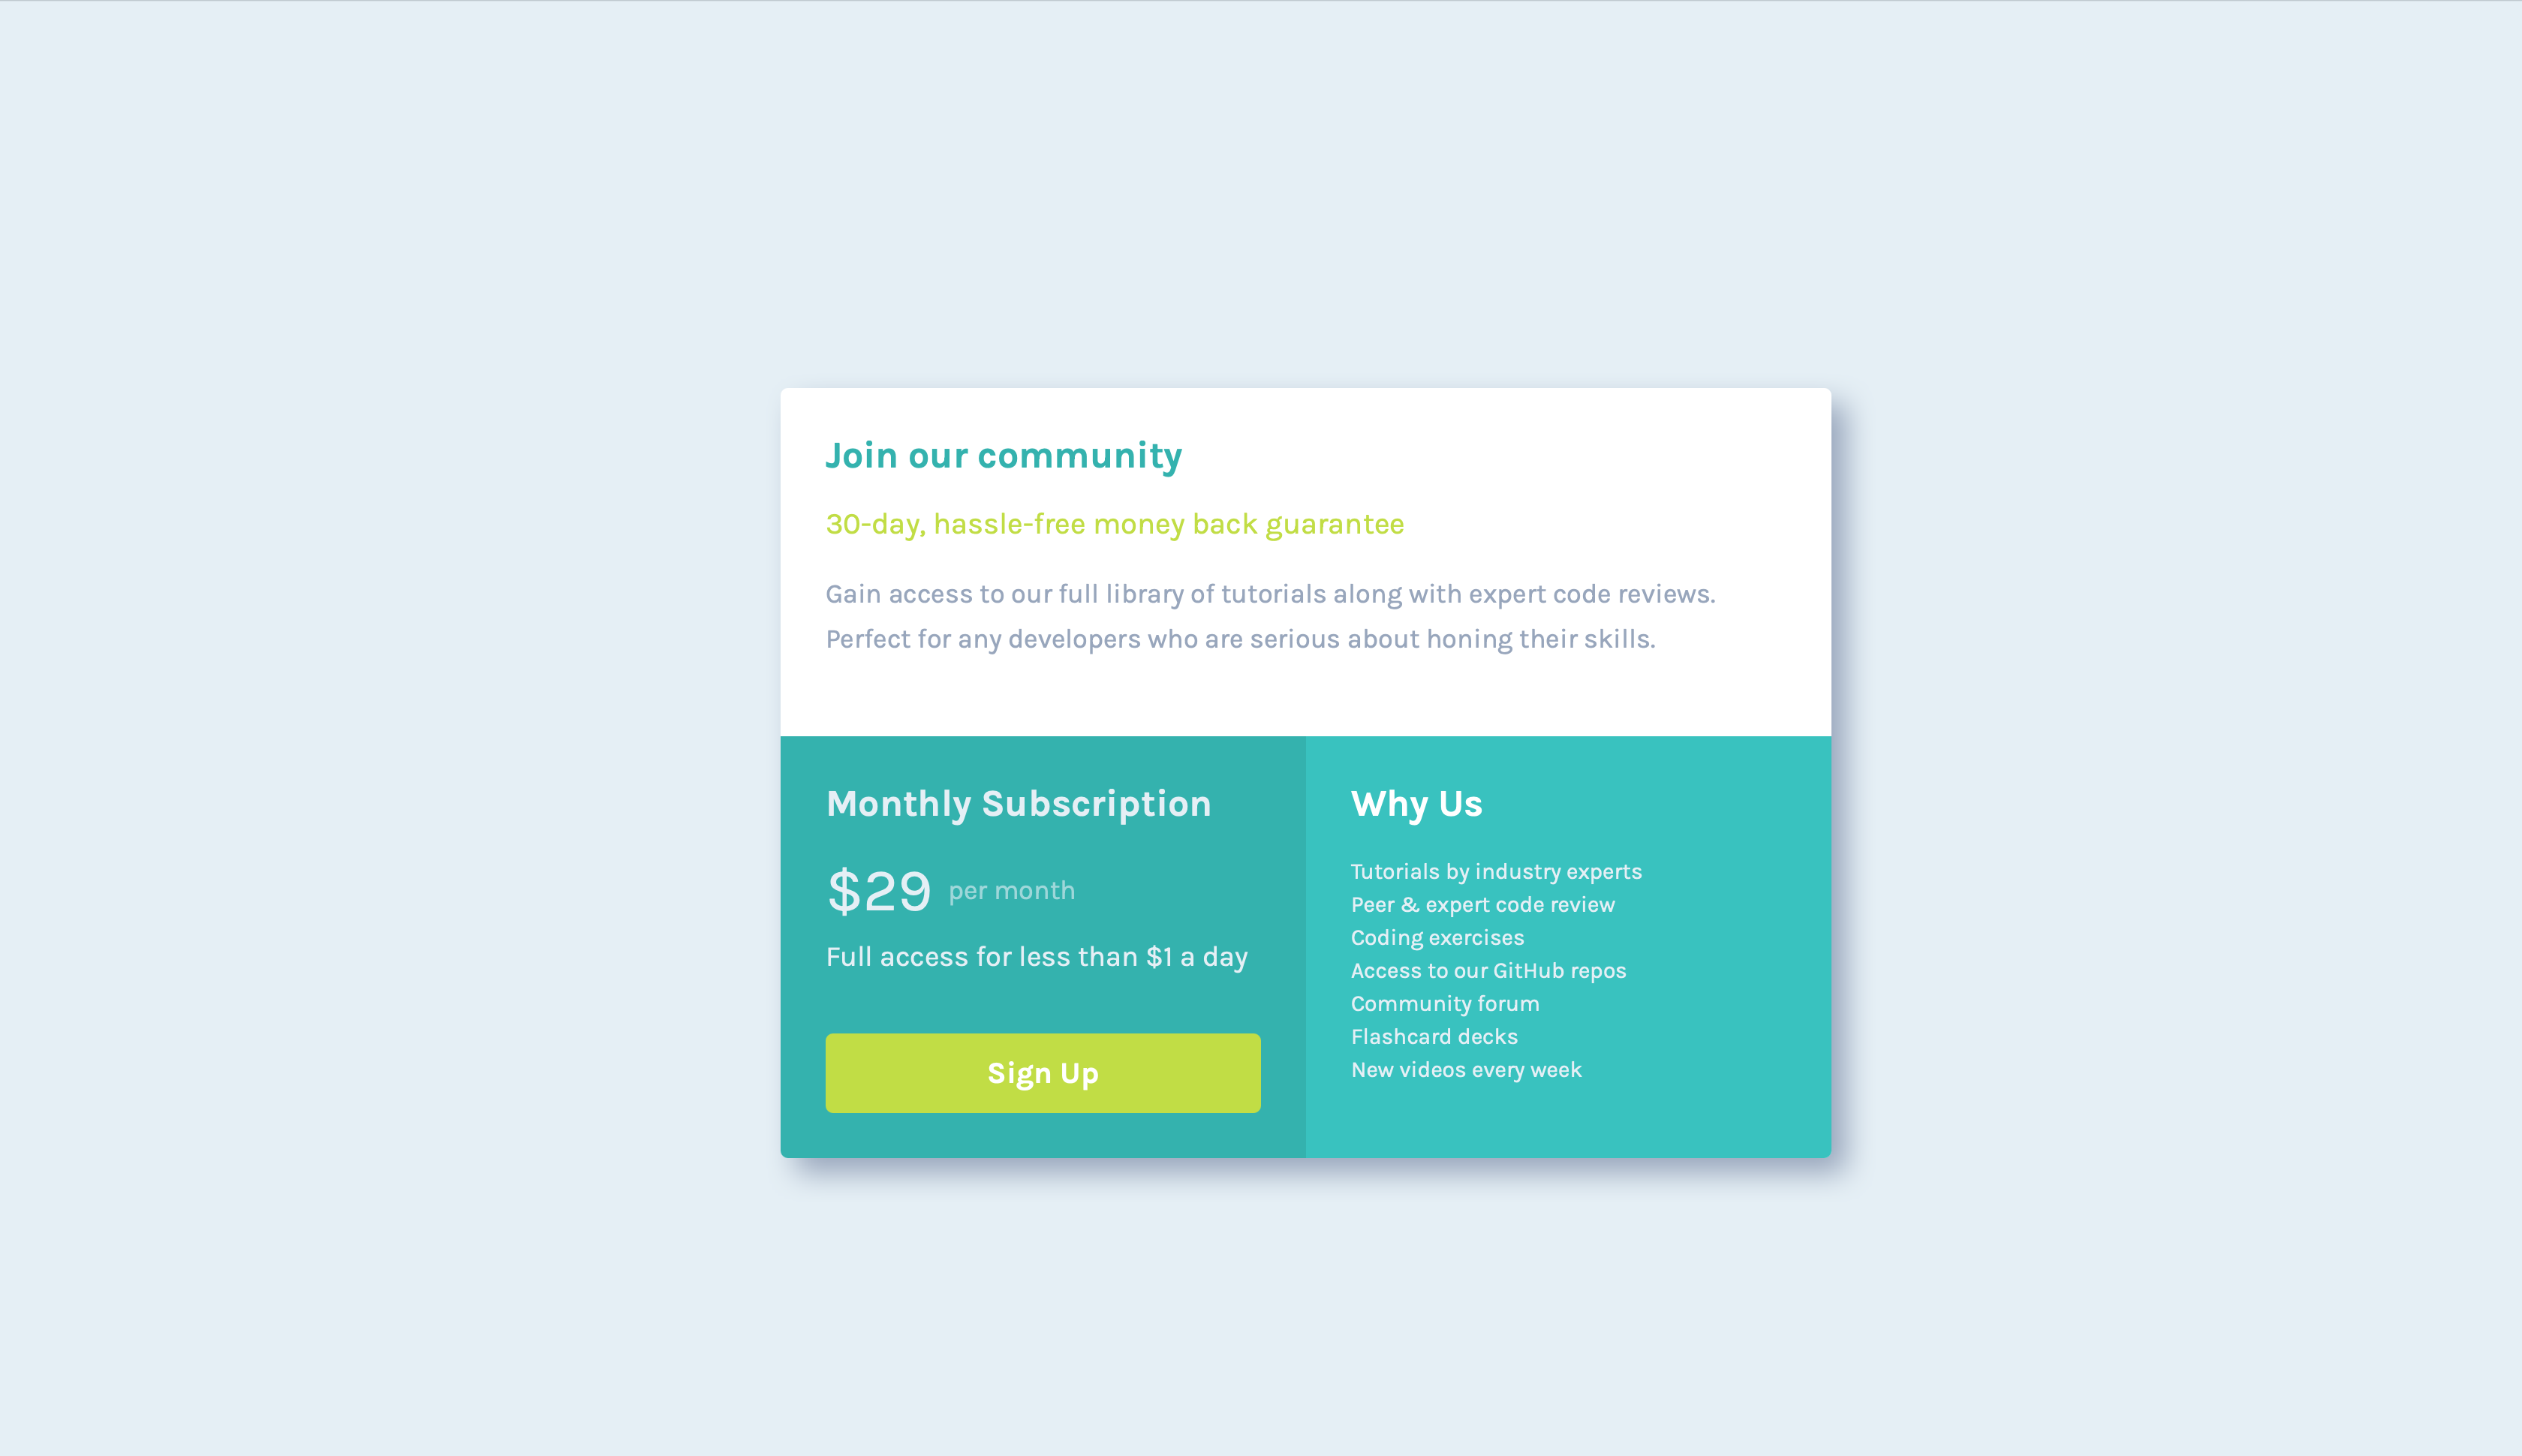 Join our community
30-day, hassle-free money back guarantee
Gain access to our full library of tutorials along with expert code reviews.
Perfect for any developers who are serious about honing their skills.
Monthly Subscription
$29 per month
Full access for less than $1 a day
Sign Up
Why Us
Tutorials by industry experts
Peer & expert code review
Coding exercises
Access to our GitHub repos
Community forum
Flashcard decks
New videos every week